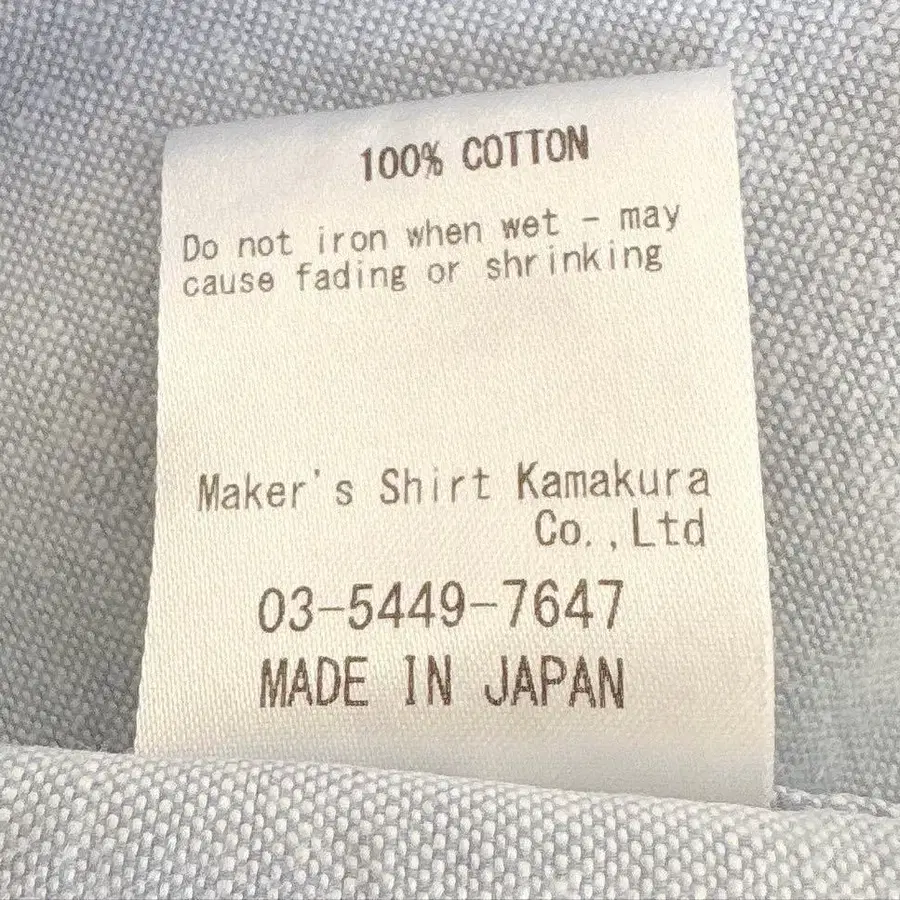 100% COTTON
Do not iron when wet - may
cause fading or shrinking
Maker's Shirt Kamakura
Co.,Ltd
03-5449-7647
MADE IN JAPAN